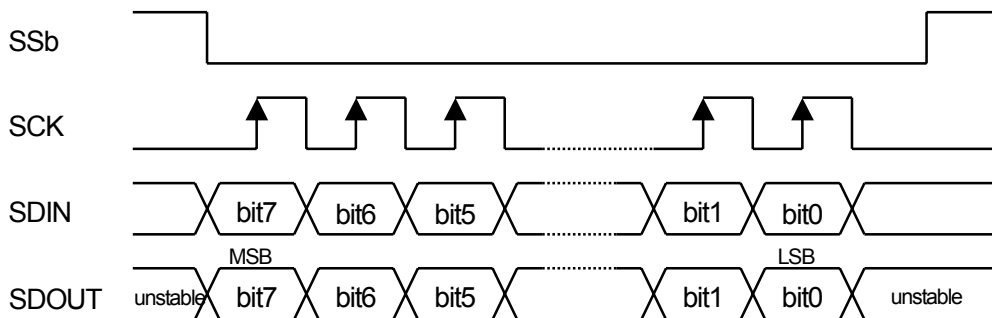 SSb
SCK
SDIN bit7 bit6 bit5 bit1 bit0
MSB LSB
SDOUT unstable bit7 bit6 bit5 bit1 bit0 unstable